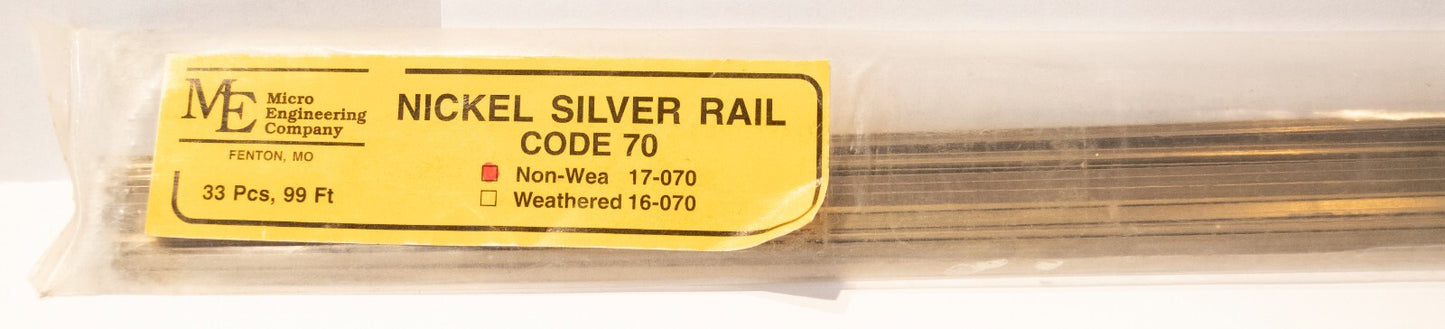 ME Micro
Engineering
Company
FENTON, MO
33 Pcs, 99 Ft
NICKEL SILVER RAIL
CODE 70
Non-Wea 17-070
Weathered 16-070